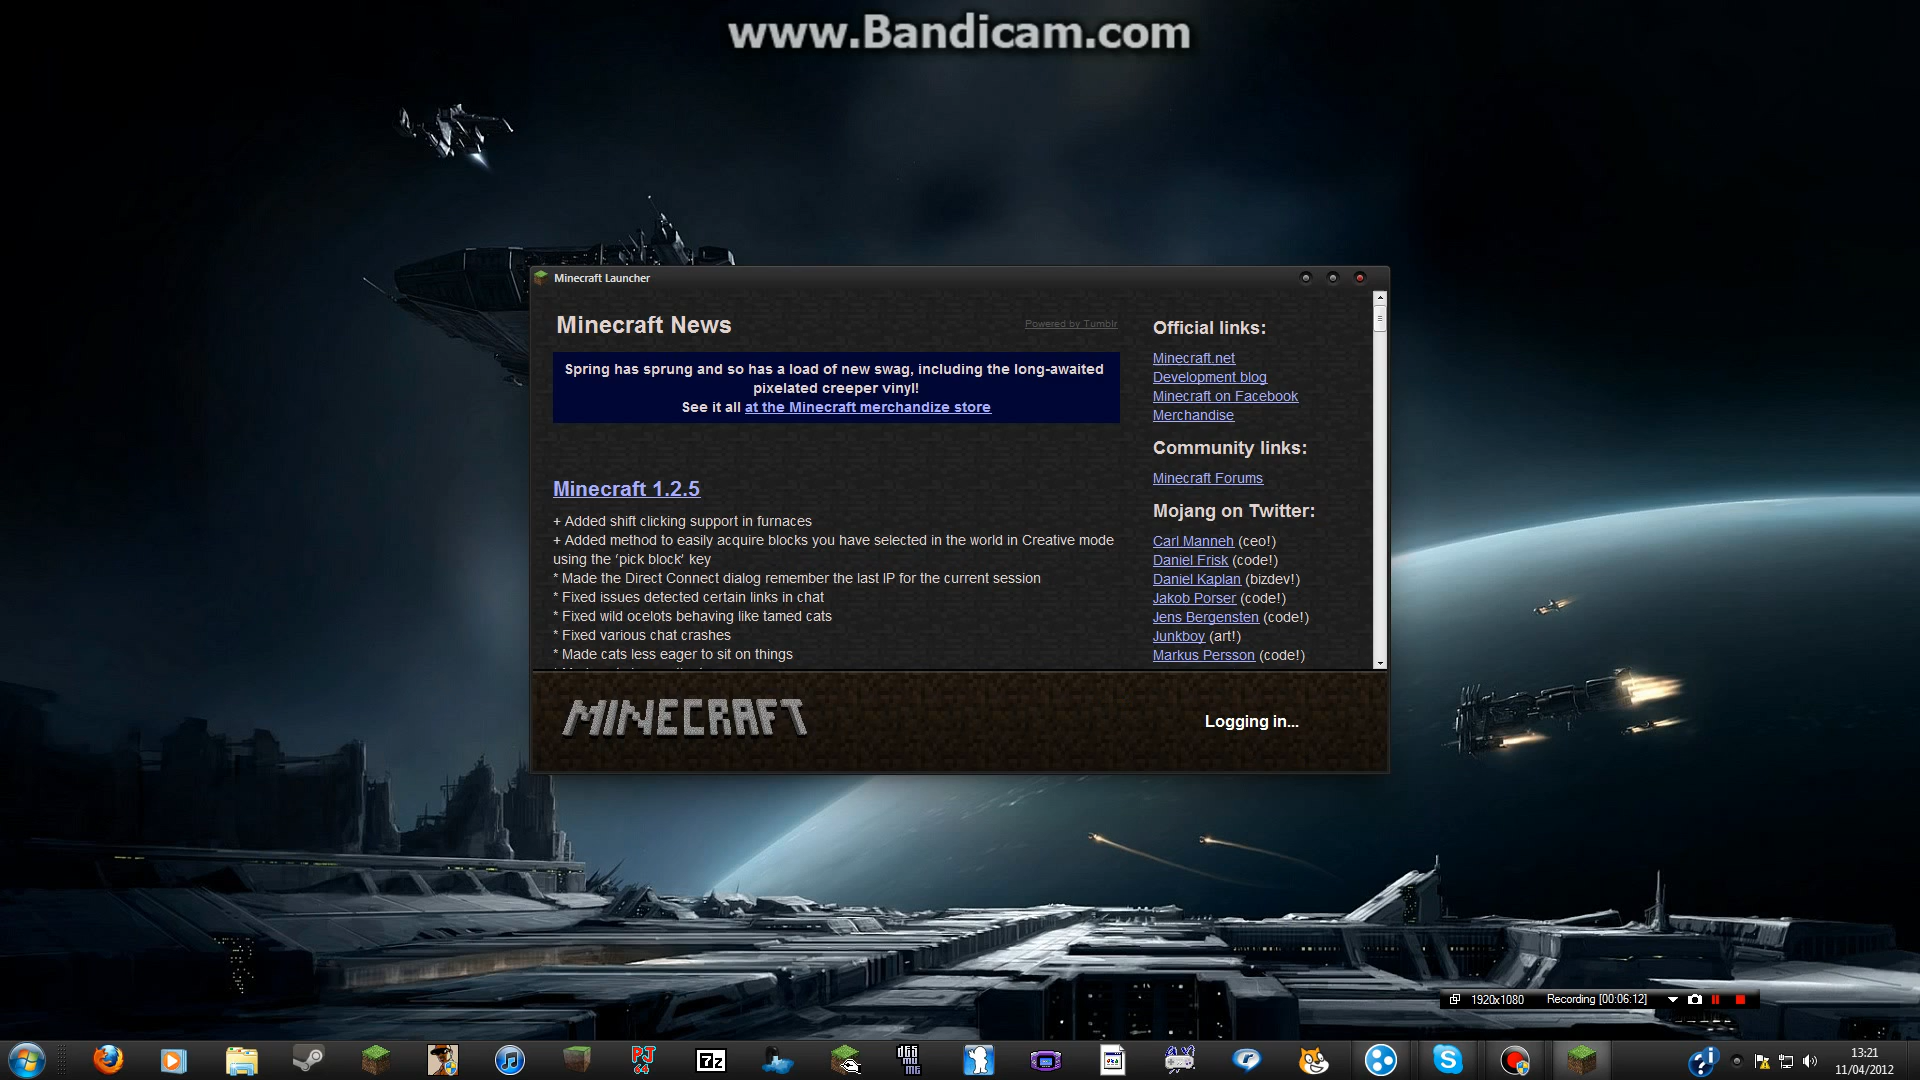 www.Bandicam.com
Minecraft Launcher
Minecraft News
Powered by Tumblr
Spring has sprung and so has a load of new swag, including the long-awaited
pixelated creeper vinyl!
See it all at the Minecraft merchandize store
Minecraft 1.2.5
+ Added shift clicking support in furnaces
+ Added method to easily acquire blocks you have selected in the world in Creative mode
using the ‘pick block’ key
* Made the Direct Connect dialog remember the last IP for the current session
* Fixed issues detected certain links in chat
* Fixed wild ocelots behaving like tamed cats
* Fixed various chat crashes
* Made cats less eager to sit on things
Official links:
Minecraft.net
Development blog
Minecraft on Facebook
Merchandise
Community links:
Minecraft Forums
Mojang on Twitter:
Carl Manneh (ceo!)
Daniel Frisk (code!)
Daniel Kaplan (bizdev!)
Jakob Porser (code!)
Jens Bergensten (code!)
Junkboy (art!)
Markus Persson (code!)
MINECRAFT
Logging in...
1920x1080
Recording [00:06:12]
PJ
64
7z
13:21
11/04/2012